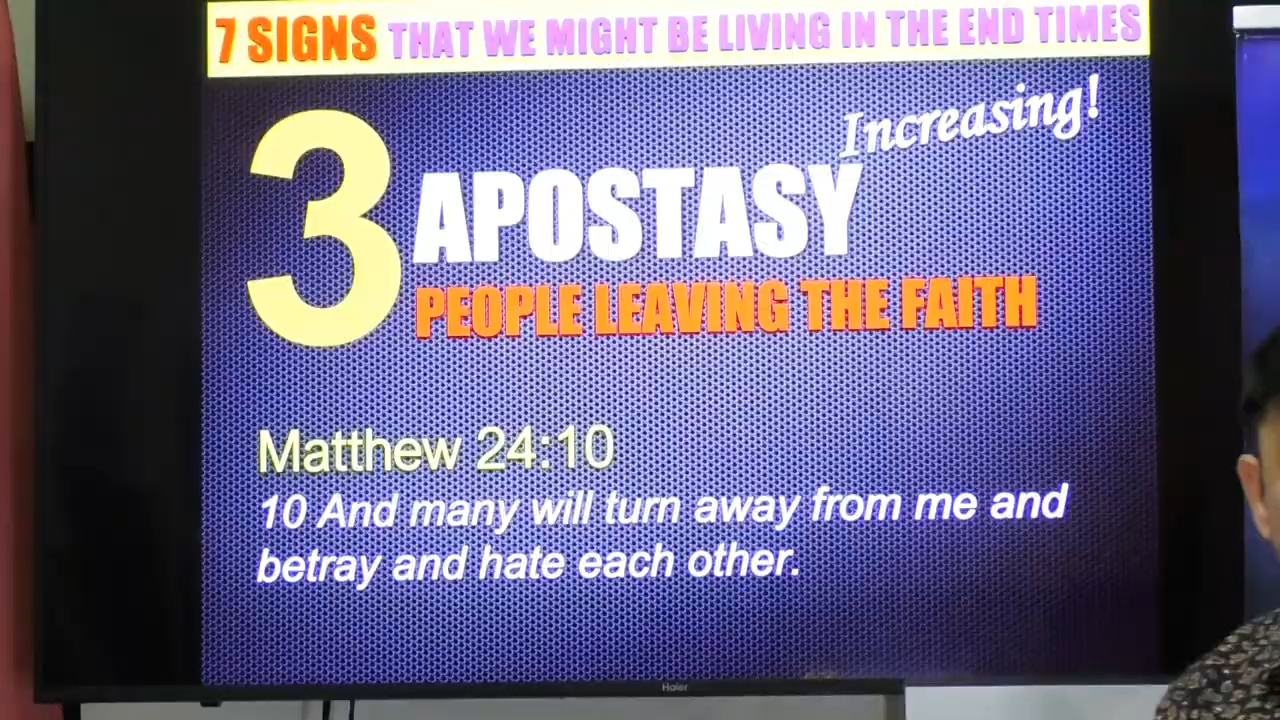 7 SIGNS THAT WE MIGHT BE LIVING IN THE END TIMES
Increasing!
3 APOSTASY
PEOPLE LEAVING THE FAITH
Matthew 24:10
10 And many will turn away from me and
betray and hate each other.
Haier